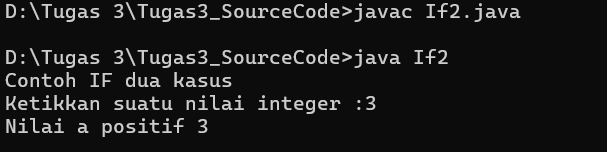 D:\Tugas 3\Tugas3_SourceCode>javac If2.java
D:\Tugas 3\Tugas3_SourceCode>java If2
Contoh IF dua kasus
Ketikkan suatu nilai integer :3
Nilai a positif 3